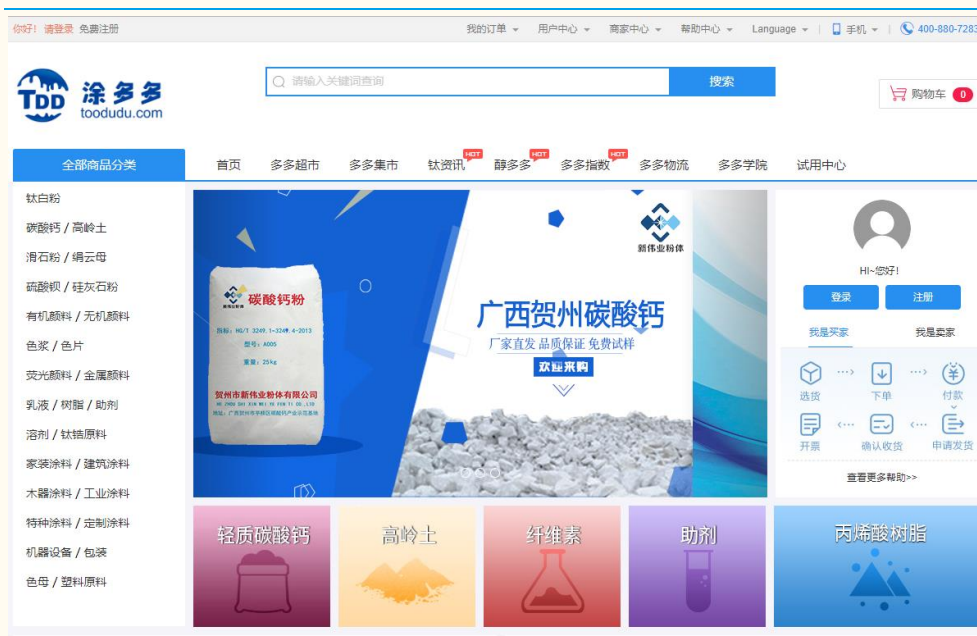 你好！ 请登录 免费注册
我的订单 用户中心 商家中心 帮助中心 Language 手机 400-880-7283
TDD 涂多多
toodudu.com
请输入关键词查询 搜索
购物车 0
全部商品分类 首页 多多超市 多多集市 钛资讯 HOT 醇多多 HOT 多多指数 HOT 多多物流 多多学院 试用中心
钛白粉
碳酸钙 / 高岭土
滑石粉 / 绢云母
硫酸钡 / 硅灰石粉
有机颜料 / 无机颜料
色浆 / 色片
荧光颜料 / 金属颜料
乳液 / 树脂 / 助剂
溶剂 / 钛锆原料
家装涂料 / 建筑涂料
木器涂料 / 工业涂料
特种涂料 / 定制涂料
机器设备 / 包装
色母 / 塑料原料
新伟业粉体
碳酸钙粉
国标：HG/T 3249.1-3249.4-2013
型号：A005
重量：25kg
贺州市新伟业粉体有限公司
广西贺州碳酸钙
厂家直发 品质保证 免费试样
欢迎来购
HI~您好！
登录 注册
我是买家 我是卖家
选货 下单 付款
开票 确认收货 申请发货
查看更多帮助>>
轻质碳酸钙 高岭土 纤维素 助剂 丙烯酸树脂